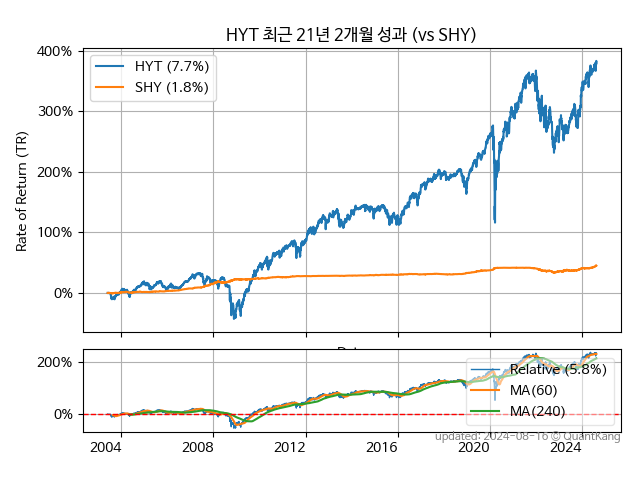 HYT 최근 21년 2개월 성과 (vs SHY)
400%
300%
200%
100%
0%
Rate of Return (TR)
HYT (7.7%)
SHY (1.8%)
200%
0%
Relative (5.8%)
MA(60)
MA(240)
2004
2008
2012
2016
2020
2024
updated: 2024-08-16 © QuantKang